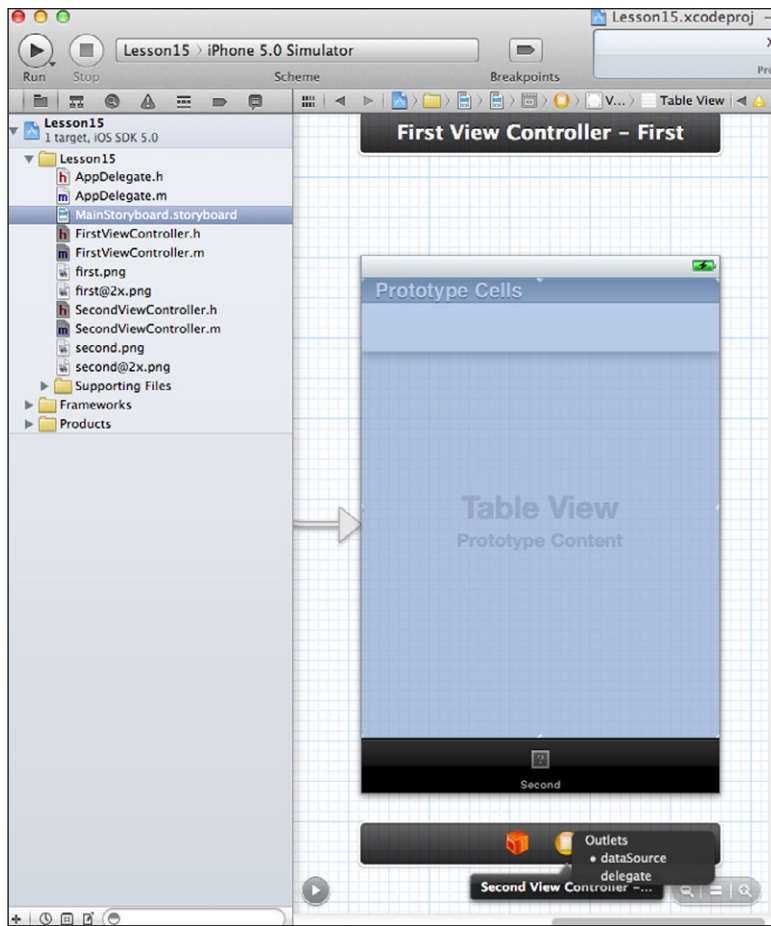 Lesson15.xcodeproj –
Lesson15 〉 iPhone 5.0 Simulator
Run
Stop
Scheme
Breakpoints
V... 〉 Table View
Lesson15
1 target, iOS SDK 5.0
Lesson15
AppDelegate.h
AppDelegate.m
MainStoryboard.storyboard
FirstViewController.h
FirstViewController.m
first.png
first@2x.png
SecondViewController.h
SecondViewController.m
second.png
second@2x.png
Supporting Files
Frameworks
Products
First View Controller – First
Prototype Cells
Table View
Prototype Content
Second
Outlets
• dataSource
delegate
Second View Controller –...